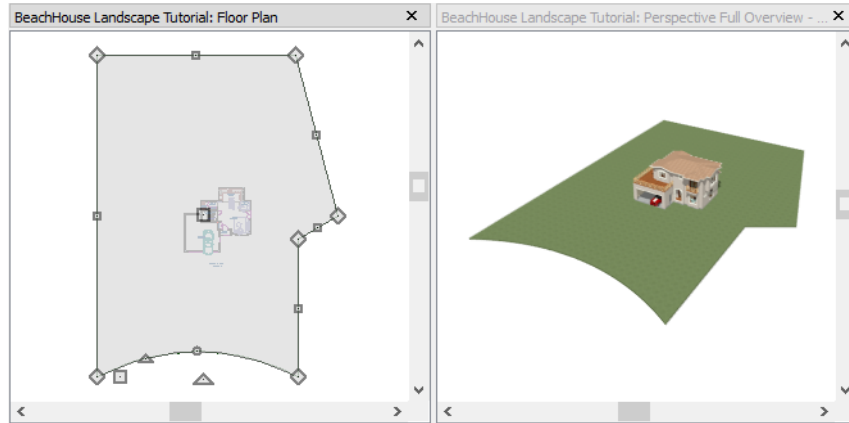 BeachHouse Landscape Tutorial: Floor Plan
BeachHouse Landscape Tutorial: Perspective Full Overview - ...